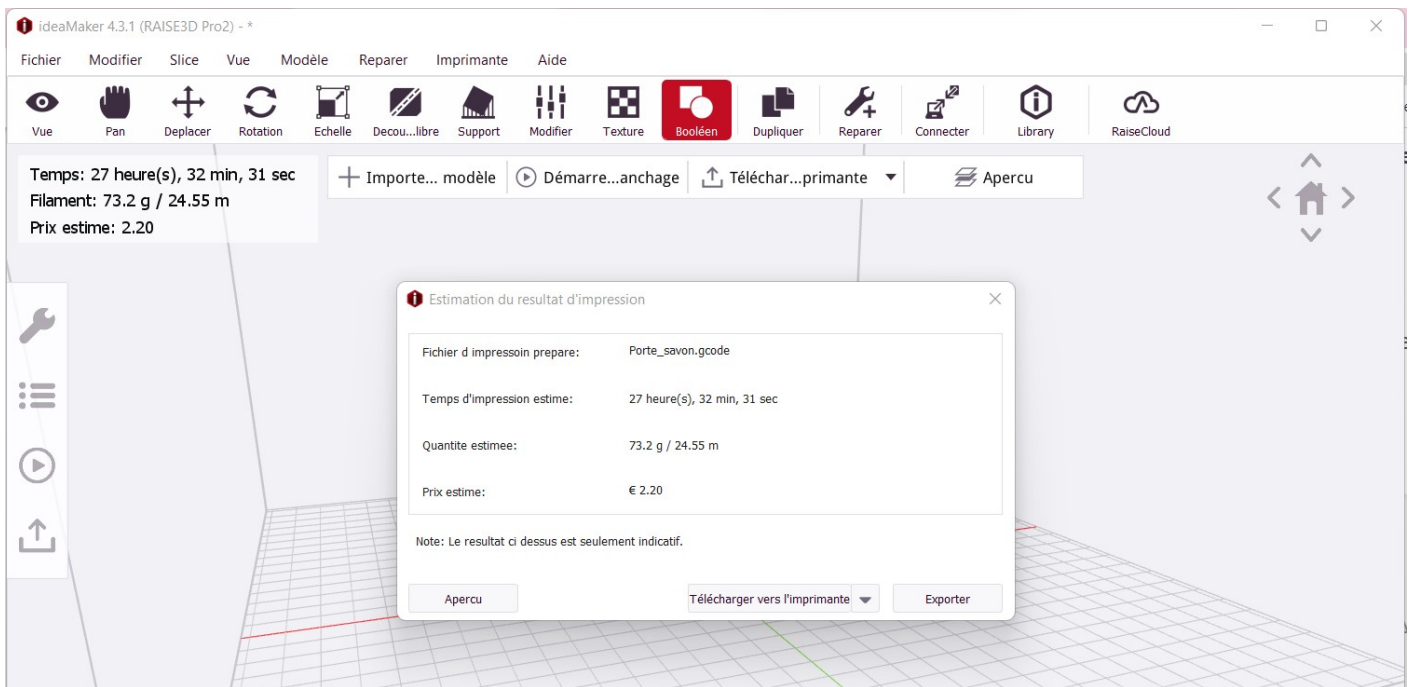 ideaMaker 4.3.1 (RAISE3D Pro2) - *
Fichier Modifier Slice Vue Modèle Reparer Imprimante Aide
Vue Pan Deplacer Rotation Echelle Decou...libre Support Modifier Texture Booléen Dupliquer Reparer Connecter Library RaiseCloud
Temps: 27 heure(s), 32 min, 31 sec
Filament: 73.2 g / 24.55 m
Prix estime: 2.20
Importe... modèle Démarre...anchage Téléchar...primante Apercu
Estimation du resultat d'impression
Fichier d impressoin prepare: Porte_savon.gcode
Temps d'impression estime: 27 heure(s), 32 min, 31 sec
Quantite estimee: 73.2 g / 24.55 m
Prix estime: € 2.20
Note: Le resultat ci dessus est seulement indicatif.
Apercu Télécharger vers l'imprimante Exporter